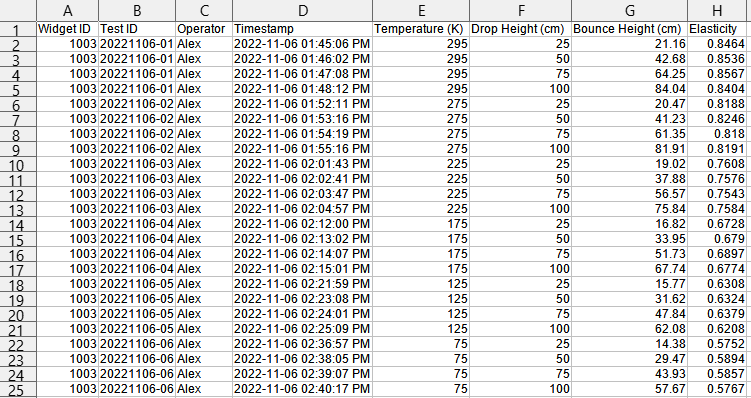 A B C D E F G H
1 Widget ID Test ID Operator Timestamp Temperature (K) Drop Height (cm) Bounce Height (cm) Elasticity
2 1003 20221106-01 Alex 2022-11-06 01:45:06 PM 295 25 21.16 0.8464
3 1003 20221106-01 Alex 2022-11-06 01:46:02 PM 295 50 42.68 0.8536
4 1003 20221106-01 Alex 2022-11-06 01:47:08 PM 295 75 64.25 0.8567
5 1003 20221106-01 Alex 2022-11-06 01:48:12 PM 295 100 84.04 0.8404
6 1003 20221106-02 Alex 2022-11-06 01:52:11 PM 275 25 20.47 0.8188
7 1003 20221106-02 Alex 2022-11-06 01:53:16 PM 275 50 41.23 0.8246
8 1003 20221106-02 Alex 2022-11-06 01:54:19 PM 275 75 61.35 0.818
9 1003 20221106-02 Alex 2022-11-06 01:55:16 PM 275 100 81.91 0.8191
10 1003 20221106-03 Alex 2022-11-06 02:01:43 PM 225 25 19.02 0.7608
11 1003 20221106-03 Alex 2022-11-06 02:02:41 PM 225 50 37.88 0.7576
12 1003 20221106-03 Alex 2022-11-06 02:03:47 PM 225 75 56.57 0.7543
13 1003 20221106-03 Alex 2022-11-06 02:04:57 PM 225 100 75.84 0.7584
14 1003 20221106-04 Alex 2022-11-06 02:12:00 PM 175 25 16.82 0.6728
15 1003 20221106-04 Alex 2022-11-06 02:13:02 PM 175 50 33.95 0.679
16 1003 20221106-04 Alex 2022-11-06 02:14:07 PM 175 75 51.73 0.6897
17 1003 20221106-04 Alex 2022-11-06 02:15:01 PM 175 100 67.74 0.6774
18 1003 20221106-05 Alex 2022-11-06 02:21:59 PM 125 25 15.77 0.6308
19 1003 20221106-05 Alex 2022-11-06 02:23:08 PM 125 50 31.62 0.6324
20 1003 20221106-05 Alex 2022-11-06 02:24:01 PM 125 75 47.84 0.6379
21 1003 20221106-05 Alex 2022-11-06 02:25:09 PM 125 100 62.08 0.6208
22 1003 20221106-06 Alex 2022-11-06 02:36:57 PM 75 25 14.38 0.5752
23 1003 20221106-06 Alex 2022-11-06 02:38:05 PM 75 50 29.47 0.5894
24 1003 20221106-06 Alex 2022-11-06 02:39:07 PM 75 75 43.93 0.5857
25 1003 20221106-06 Alex 2022-11-06 02:40:17 PM 75 100 57.67 0.5767